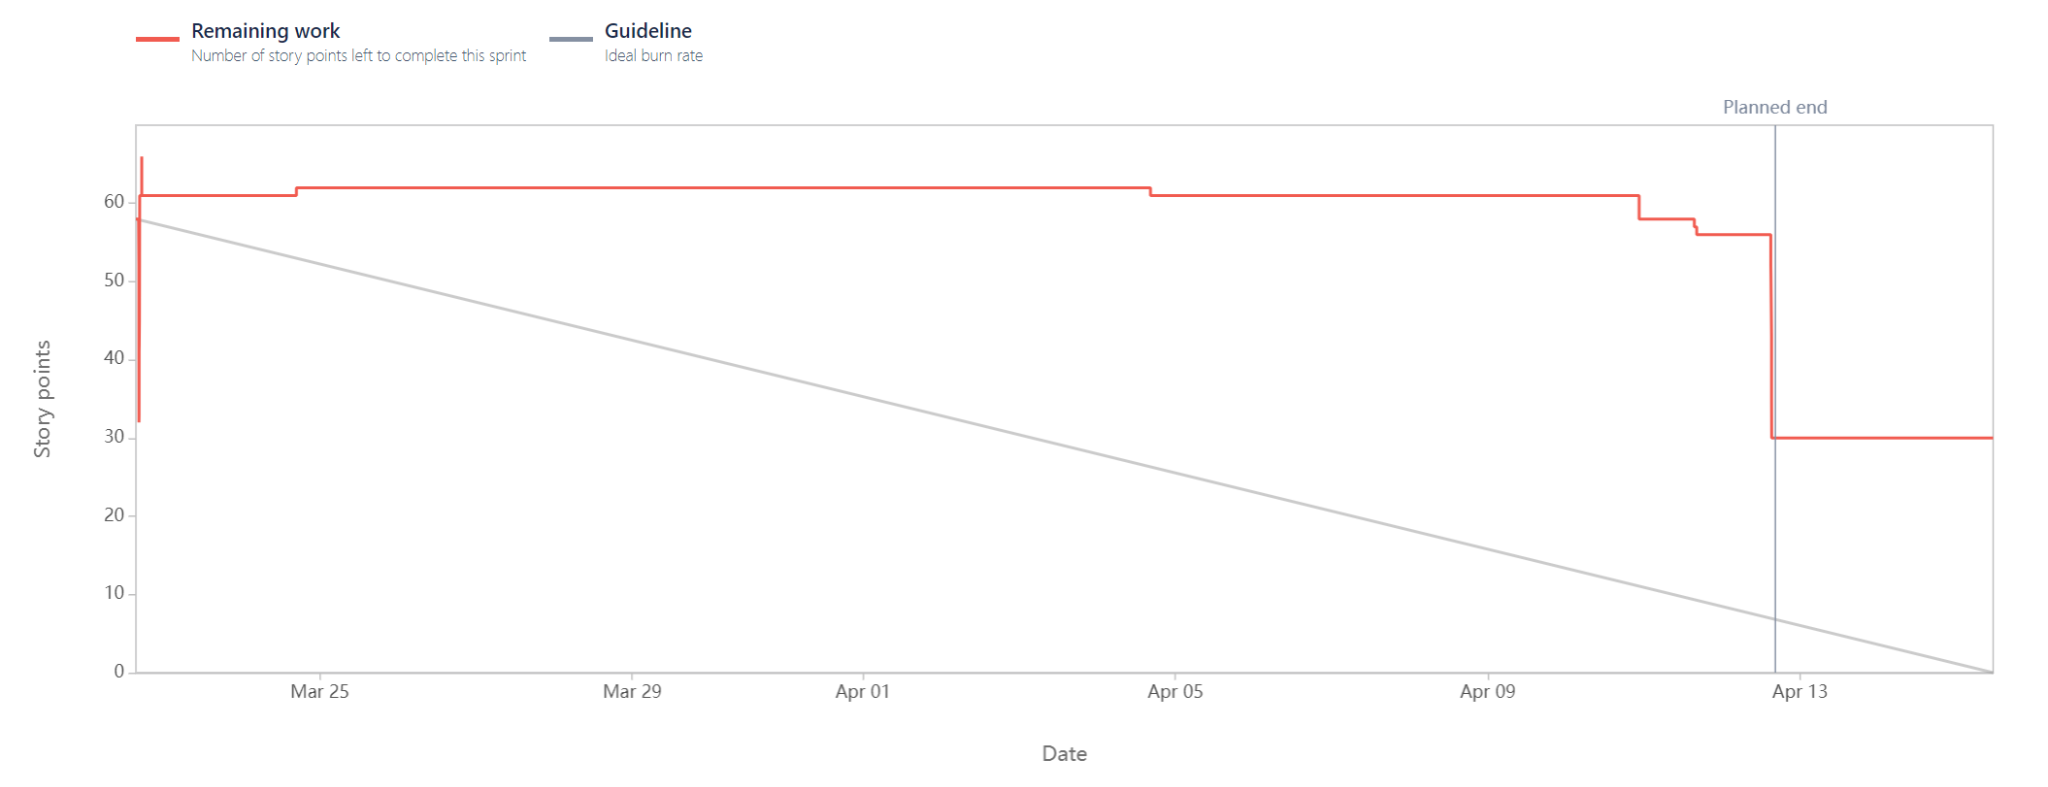 Remaining work
Number of story points left to complete this sprint
Guideline
Ideal burn rate
Planned end
60
50
40
30
20
10
0
Story points
Mar 25
Mar 29
Apr 01
Apr 05
Apr 09
Apr 13
Date